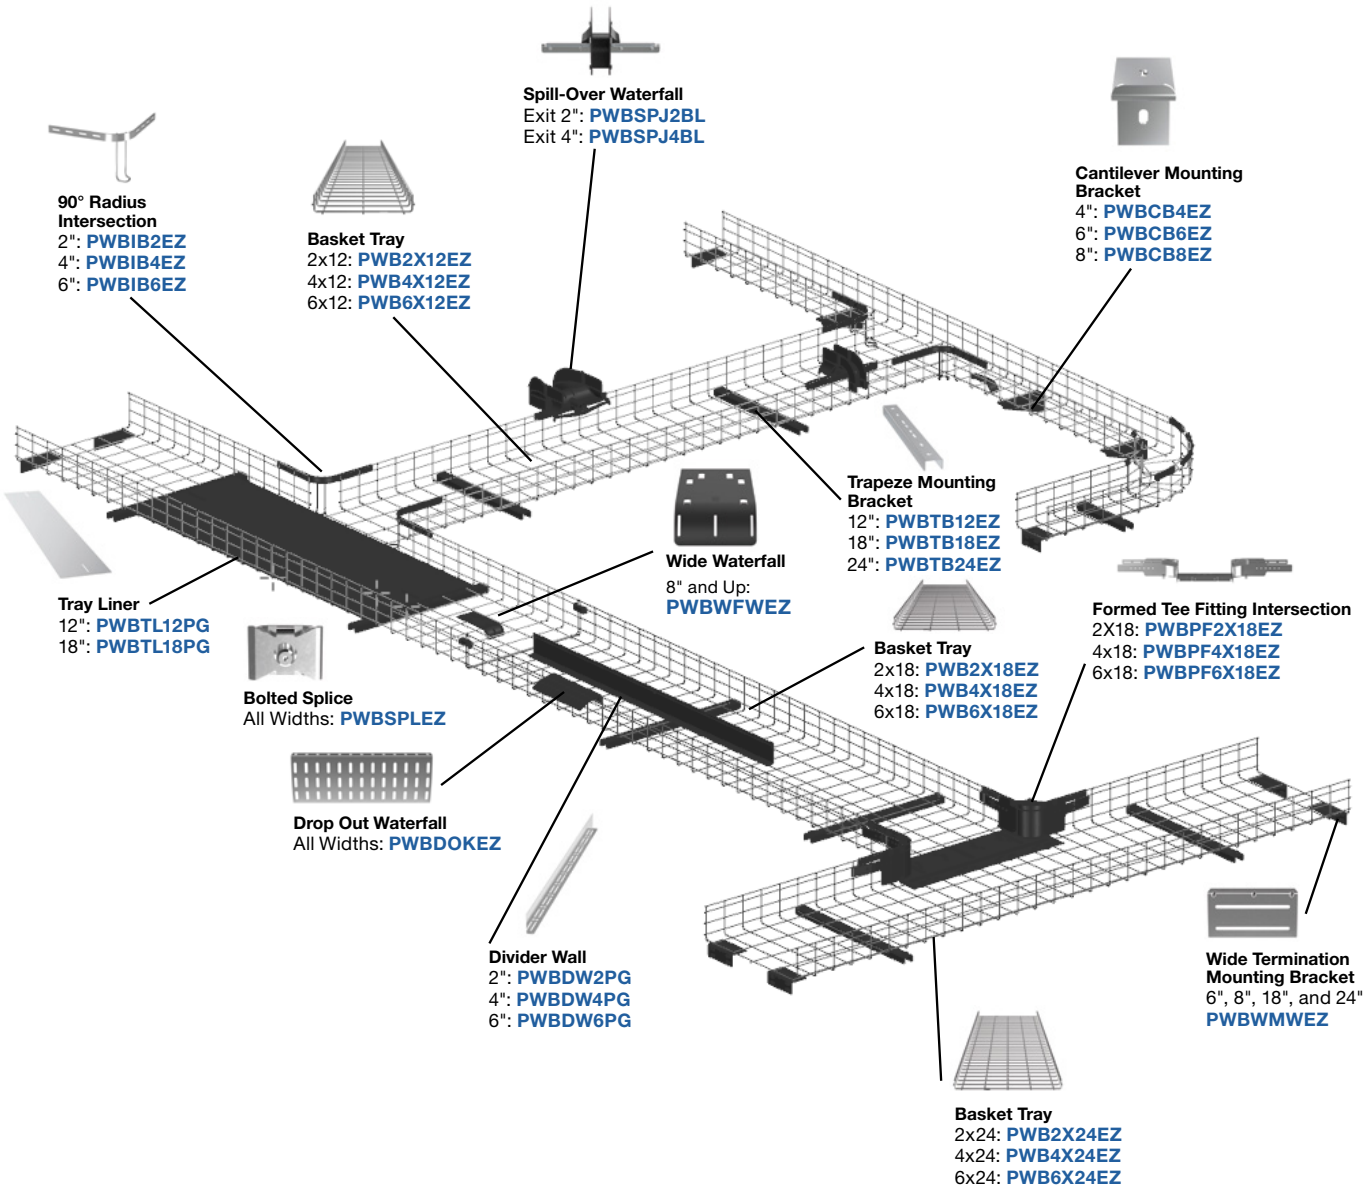 Spill-Over Waterfall
Exit 2": PWBSPJ2BL
Exit 4": PWBSPJ4BL
90° Radius
Intersection
2": PWBIB2EZ
4": PWBIB4EZ
6": PWBIB6EZ
Basket Tray
2x12: PWB2X12EZ
4x12: PWB4X12EZ
6x12: PWB6X12EZ
Cantilever Mounting
Bracket
4": PWBCB4EZ
6": PWBCB6EZ
8": PWBCB8EZ
Trapeze Mounting
Bracket
12": PWBTB12EZ
18": PWBTB18EZ
24": PWBTB24EZ
Wide Waterfall
8" and Up:
PWBWFWEZ
Tray Liner
12": PWBTL12PG
18": PWBTL18PG
Formed Tee Fitting Intersection
2X18: PWBPF2X18EZ
4x18: PWBPF4X18EZ
6x18: PWBPF6X18EZ
Basket Tray
2x18: PWB2X18EZ
4x18: PWB4X18EZ
6x18: PWB6X18EZ
Bolted Splice
All Widths: PWBSPLEZ
Drop Out Waterfall
All Widths: PWBDOKEZ
Divider Wall
2": PWBDW2PG
4": PWBDW4PG
6": PWBDW6PG
Wide Termination
Mounting Bracket
6", 8", 18", and 24"
PWBWMWEZ
Basket Tray
2x24: PWB2X24EZ
4x24: PWB4X24EZ
6x24: PWB6X24EZ